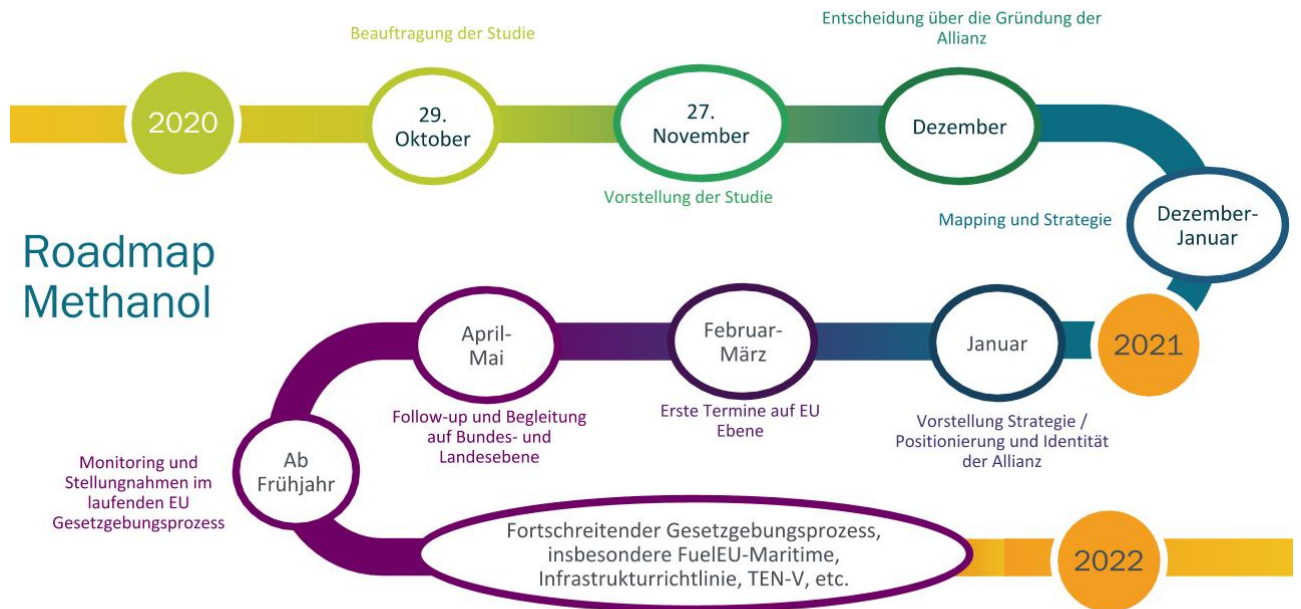 Beauftragung der Studie
Entscheidung über die Gründung der
Allianz
2020
29.
Oktober
27.
November
Dezember
Vorstellung der Studie
Mapping und Strategie
Dezember-
Januar
Roadmap
Methanol
2021
Januar
Februar-
März
April-
Mai
Vorstellung Strategie /
Positionierung und Identität
der Allianz
Erste Termine auf EU
Ebene
Follow-up und Begleitung
auf Bundes- und
Landesebene
Ab
Frühjahr
Monitoring und
Stellungnahmen im
laufenden EU
Gesetzgebungsprozess
Fortschreitender Gesetzgebungsprozess,
insbesondere FuelEU-Maritime,
Infrastrukturrichtlinie, TEN-V, etc.
2022